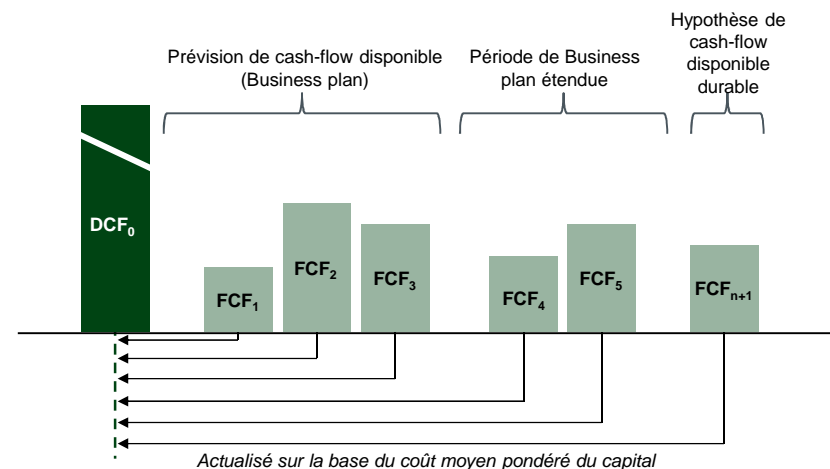 Prévision de cash-flow disponible
(Business plan)
Période de Business
plan étendue
Hypothèse de
cash-flow
disponible
durable
DCF₀
FCF₁
FCF₂
FCF₃
FCF₄
FCF₅
FCFₙ₊₁
Actualisé sur la base du coût moyen pondéré du capital